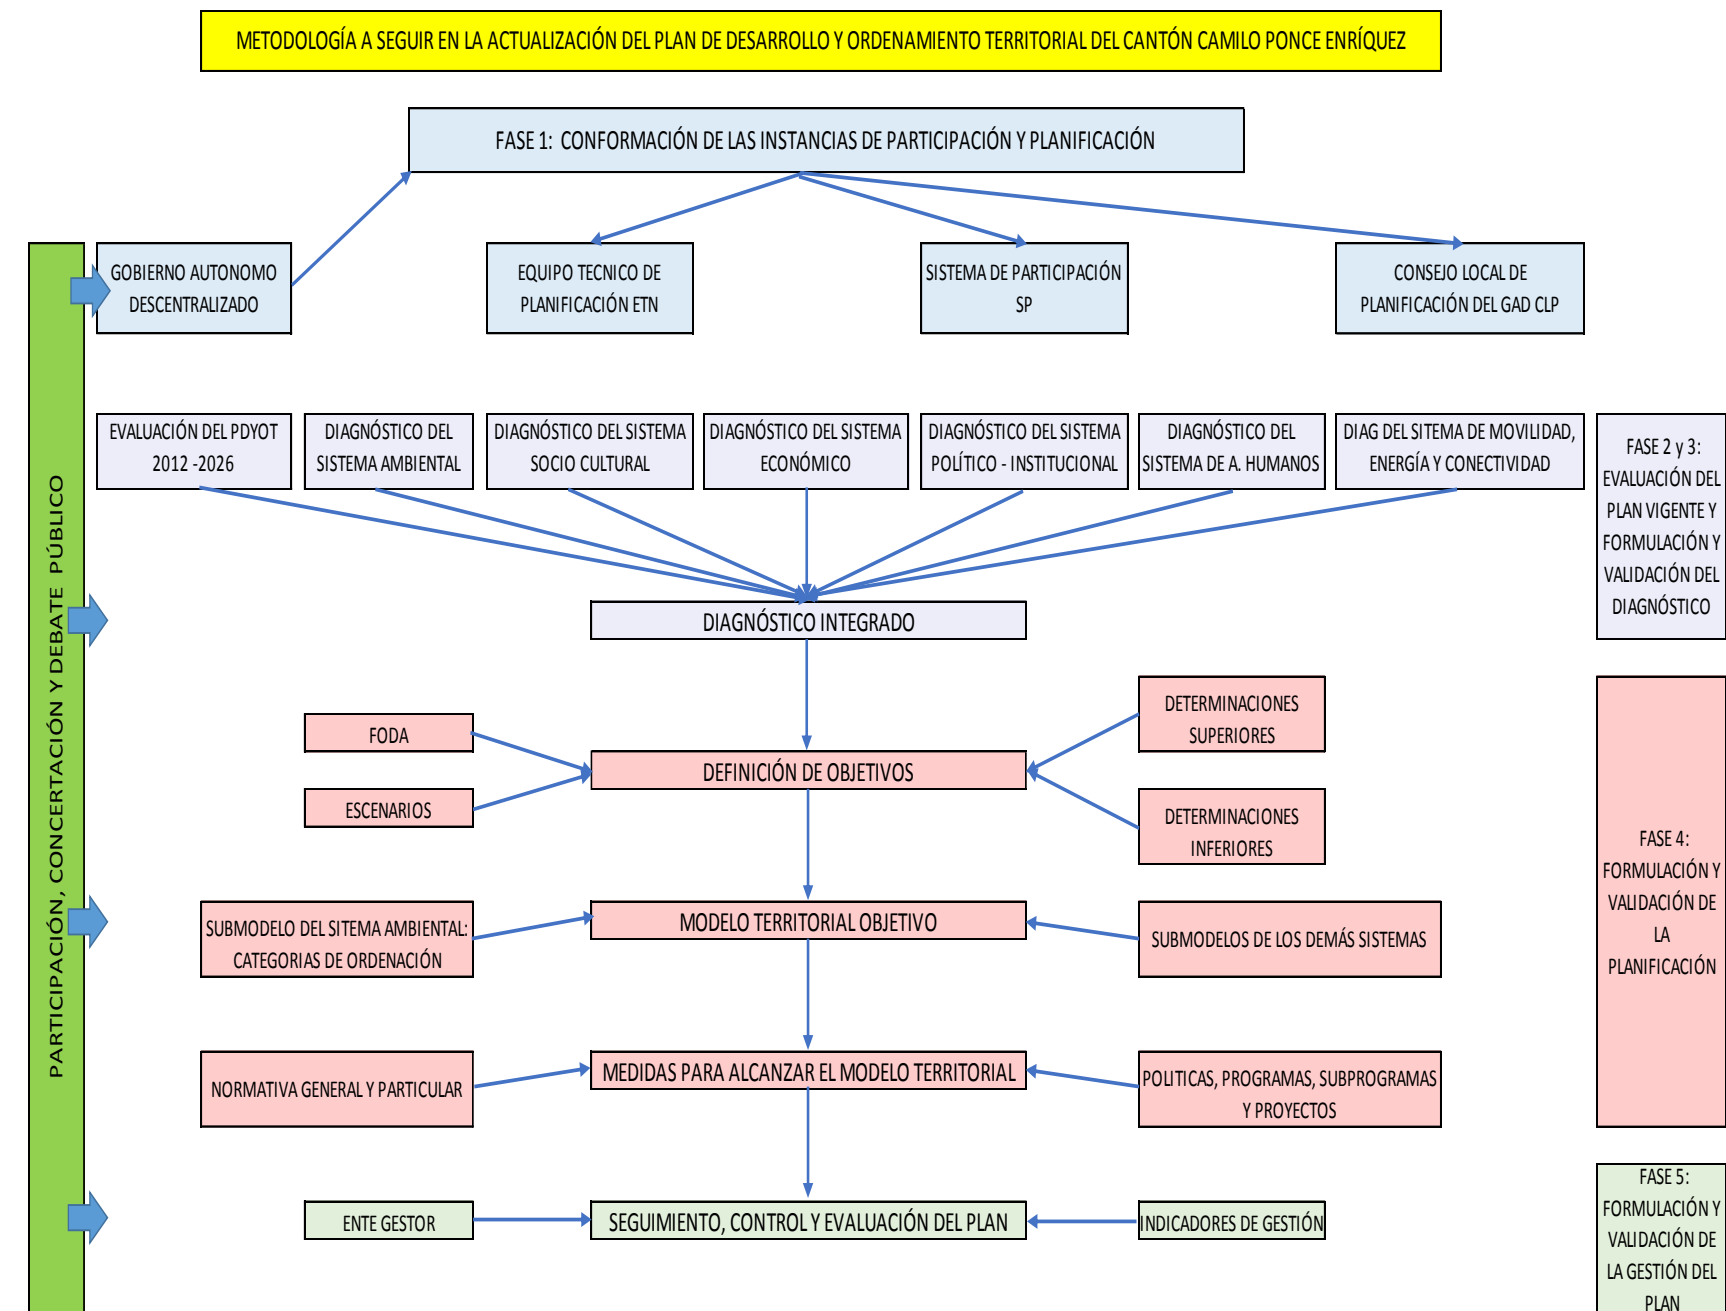 METODOLOGÍA A SEGUIR EN LA ACTUALIZACIÓN DEL PLAN DE DESARROLLO Y ORDENAMIENTO TERRITORIAL DEL CANTÓN CAMILO PONCE ENRÍQUEZ
FASE 1:  CONFORMACIÓN DE LAS INSTANCIAS DE PARTICIPACIÓN Y PLANIFICACIÓN
PARTICIPACIÓN, CONCERTACIÓN Y DEBATE  PÚBLICO
GOBIERNO AUTONOMO
DESCENTRALIZADO
EQUIPO TECNICO DE
PLANIFICACIÓN ETN
SISTEMA DE PARTICIPACIÓN
SP
CONSEJO LOCAL DE
PLANIFICACIÓN DEL GAD CLP
EVALUACIÓN DEL PDYOT
2012 -2026
DIAGNÓSTICO DEL
SISTEMA AMBIENTAL
DIAGNÓSTICO DEL SISTEMA
SOCIO CULTURAL
DIAGNÓSTICO DEL SISTEMA
ECONÓMICO
DIAGNÓSTICO DEL SISTEMA
POLÍTICO - INSTITUCIONAL
DIAGNÓSTICO DEL
SISTEMA DE A. HUMANOS
DIAG DEL SITEMA DE MOVILIDAD,
ENERGÍA Y CONECTIVIDAD
FASE 2 y 3:
EVALUACIÓN DEL
PLAN VIGENTE Y
FORMULACIÓN Y
VALIDACIÓN DEL
DIAGNÓSTICO
DIAGNÓSTICO INTEGRADO
FODA
ESCENARIOS
DEFINICIÓN DE OBJETIVOS
DETERMINACIONES
SUPERIORES
DETERMINACIONES
INFERIORES
FASE 4:
FORMULACIÓN Y
VALIDACIÓN DE
LA
PLANIFICACIÓN
SUBMODELO DEL SITEMA AMBIENTAL:
CATEGORIAS DE ORDENACIÓN
MODELO TERRITORIAL OBJETIVO
SUBMODELOS DE LOS DEMÁS SISTEMAS
NORMATIVA GENERAL Y PARTICULAR
MEDIDAS PARA ALCANZAR EL MODELO TERRITORIAL
POLITICAS, PROGRAMAS, SUBPROGRAMAS
Y PROYECTOS
ENTE GESTOR
SEGUIMIENTO, CONTROL Y EVALUACIÓN DEL PLAN
INDICADORES DE GESTIÓN
FASE 5:
FORMULACIÓN Y
VALIDACIÓN DE
LA GESTIÓN DEL
PLAN